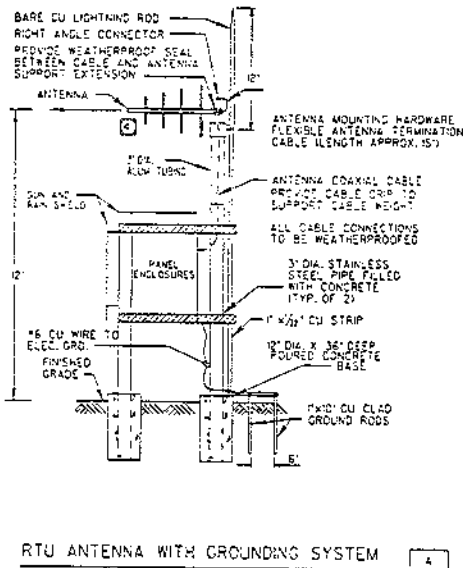 BARE CU LIGHTNING ROD
RIGHT ANGLE CONNECTOR
PROVIDE WEATHERPROOF SEAL
BETWEEN CABLE AND ANTENNA
SUPPORT EXTENSION
ANTENNA
12"
ANTENNA MOUNTING HARDWARE
FLEXIBLE ANTENNA TERMINATION
CABLE (LENGTH APPROX. 15")
DIA.
ALUM TUBING
ANTENNA COAXIAL CABLE
PROVIDE CABLE GRIP TO
SUPPORT CABLE WEIGHT
SUN AND
RAIN SHIELD
ALL CABLE CONNECTIONS
TO BE WEATHERPROOFED
12'
PANEL
ENCLOSURES
3" DIA. STAINLESS
STEEL PIPE FILLED
WITH CONCRETE
(TYP. OF 2)
#6 CU WIRE TO
ELEC. GRD.
CU STRIP
FINISHED
GRADE
12" DIA. X 36" DEEP
POURED CONCRETE
BASE
CU CLAD
GROUND RODS
6'
RTU ANTENNA WITH GROUNDING SYSTEM
4